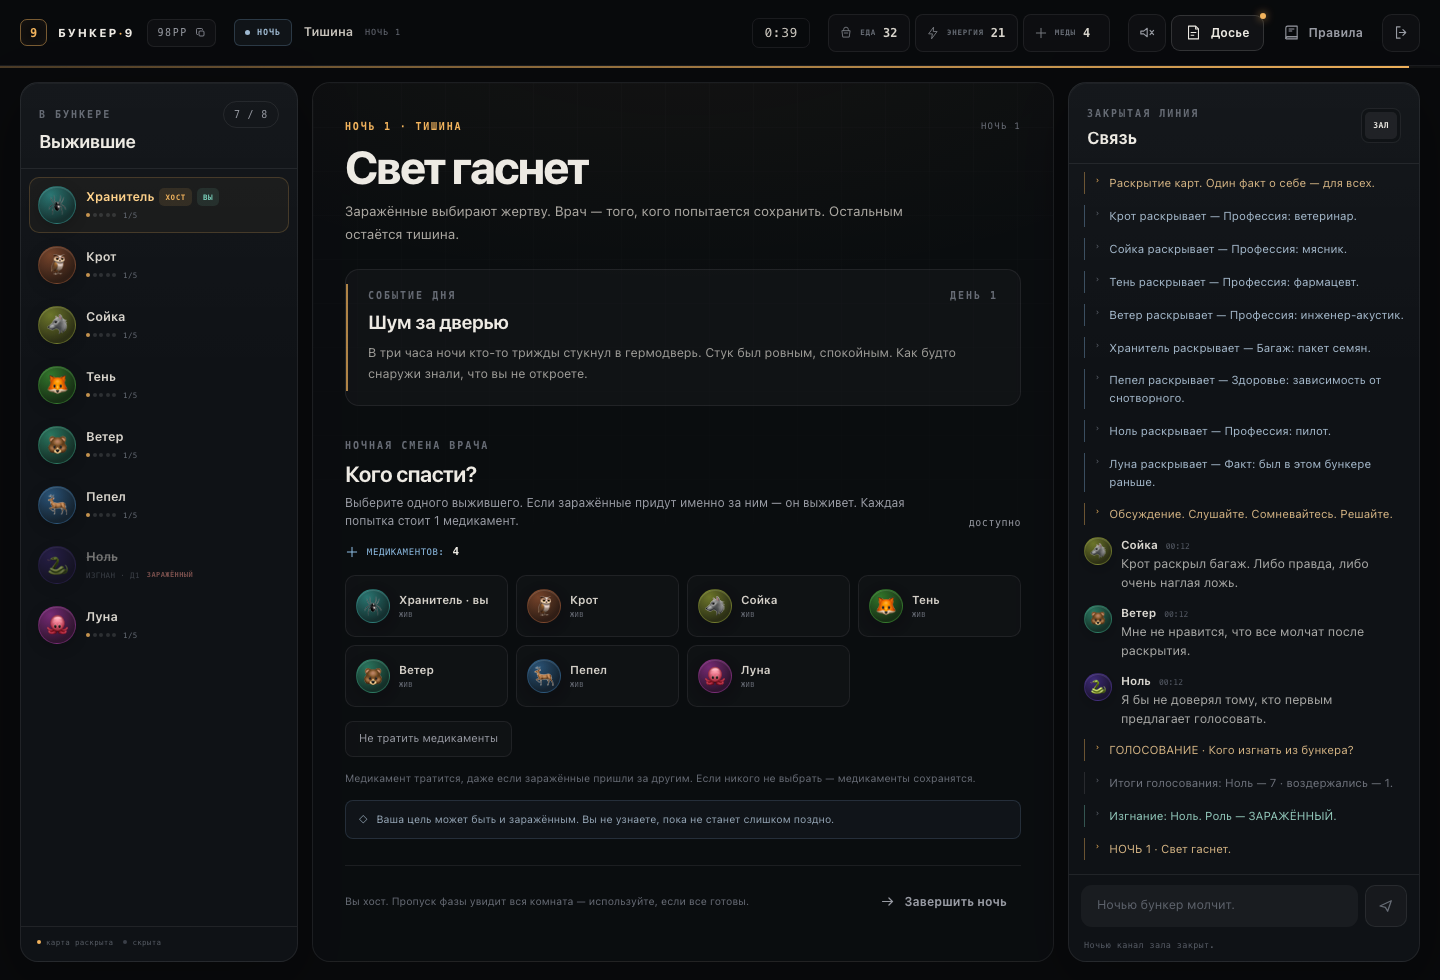 9 БУНКЕР·9 98PP НОЧЬ Тишина НОЧЬ 1 0:39 ЕДА 32 ЭНЕРГИЯ 21 МЕДЫ 4 Досье Правила
В БУНКЕРЕ
7 / 8
Выжившие
Хранитель ХОСТ ВЫ
1/5
Крот
1/5
Сойка
1/5
Тень
1/5
Ветер
1/5
Пепел
1/5
Ноль
ИЗГНАН · Д1 ЗАРАЖЁННЫЙ
Луна
1/5
карта раскрыта скрыта
НОЧЬ 1 · ТИШИНА
НОЧЬ 1
Свет гаснет
Заражённые выбирают жертву. Врач — того, кого попытается сохранить. Остальным
остаётся тишина.
СОБЫТИЕ ДНЯ
ДЕНЬ 1
Шум за дверью
В три часа ночи кто-то трижды стукнул в гермодверь. Стук был ровным, спокойным. Как будто
снаружи знали, что вы не откроете.
НОЧНАЯ СМЕНА ВРАЧА
Кого спасти?
Выберите одного выжившего. Если заражённые придут именно за ним — он выживет. Каждая
попытка стоит 1 медикамент.
доступно
МЕДИКАМЕНТОВ: 4
Хранитель · вы
жив
Крот
жив
Сойка
жив
Тень
жив
Ветер
жив
Пепел
жив
Луна
жив
Не тратить медикаменты
Медикамент тратится, даже если заражённые пришли за другим. Если никого не выбрать — медикаменты сохранятся.
Ваша цель может быть и заражённым. Вы не узнаете, пока не станет слишком поздно.
Вы хост. Пропуск фазы увидит вся комната — используйте, если все готовы.
Завершить ночь
ЗАКРЫТАЯ ЛИНИЯ
Связь
ЗАЛ
Раскрытие карт. Один факт о себе — для всех.
Крот раскрывает — Профессия: ветеринар.
Сойка раскрывает — Профессия: мясник.
Тень раскрывает — Профессия: фармацевт.
Ветер раскрывает — Профессия: инженер-акустик.
Хранитель раскрывает — Багаж: пакет семян.
Пепел раскрывает — Здоровье: зависимость от
снотворного.
Ноль раскрывает — Профессия: пилот.
Луна раскрывает — Факт: был в этом бункере
раньше.
Обсуждение. Слушайте. Сомневайтесь. Решайте.
Сойка 00:12
Крот раскрыл багаж. Либо правда, либо
очень наглая ложь.
Ветер 00:12
Мне не нравится, что все молчат после
раскрытия.
Ноль 00:12
Я бы не доверял тому, кто первым
предлагает голосовать.
ГОЛОСОВАНИЕ · Кого изгнать из бункера?
Итоги голосования: Ноль — 7 · воздержались — 1.
Изгнание: Ноль. Роль — ЗАРАЖЁННЫЙ.
НОЧЬ 1 · Свет гаснет.
Ночью бункер молчит.
Ночью канал зала закрыт.